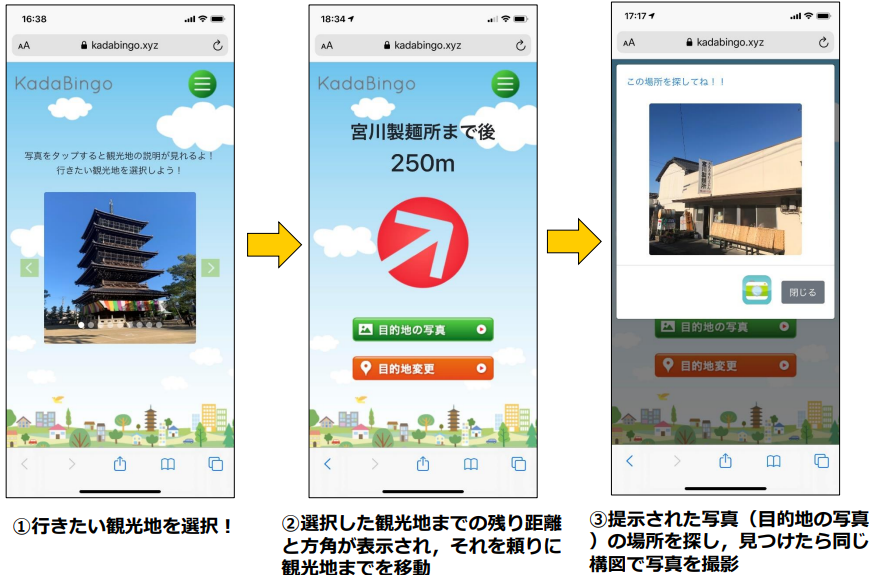 16:38
AA kadabingo.xyz
KadaBingo
写真をタップすると観光地の説明が見れるよ！
行きたい観光地を選択しよう！
①行きたい観光地を選択！
18:34
AA kadabingo.xyz
KadaBingo
宮川製麺所まで後
250m
目的地の写真
目的地変更
②選択した観光地までの残り距離
と方角が表示され，それを頼りに
観光地までを移動
17:17
AA kadabingo.xyz
この場所を探してね！！
宮川製麺所
閉じる
目的地の写真
目的地変更
③提示された写真（目的地の写真
）の場所を探し，見つけたら同じ
構図で写真を撮影